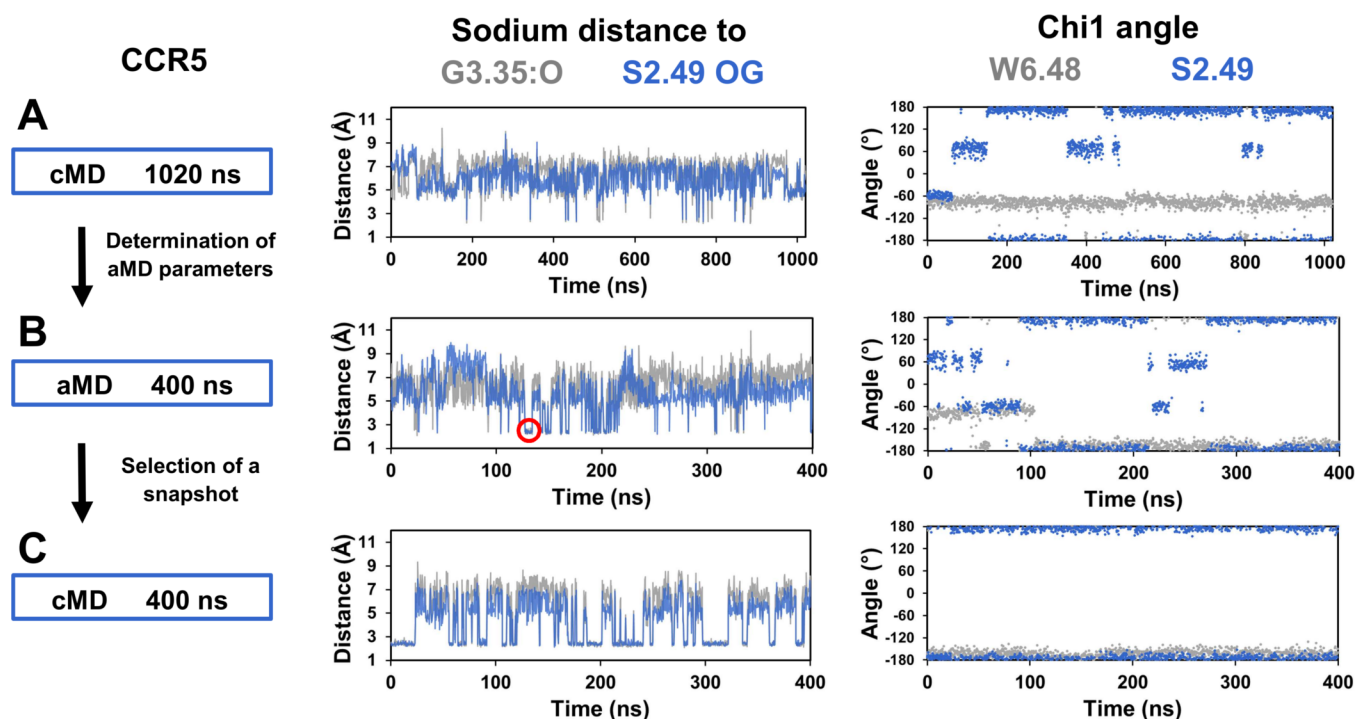 CCR5
Sodium distance to
G3.35:O S2.49 OG
Chi1 angle
W6.48 S2.49
A
cMD 1020 ns
Determination of
aMD parameters
Distance (Å)
11
9
7
5
3
1
0 200 400 600 800 1000
Time (ns)
Angle (°)
180
120
60
0
-60
-120
-180
0 200 400 600 800 1000
Time (ns)
B
aMD 400 ns
Selection of a
snapshot
Distance (Å)
11
9
7
5
3
1
0 100 200 300 400
Time (ns)
Angle (°)
180
120
60
0
-60
-120
-180
0 100 200 300 400
Time (ns)
C
cMD 400 ns
Distance (Å)
11
9
7
5
3
1
0 100 200 300 400
Time (ns)
Angle (°)
180
120
60
0
-60
-120
-180
0 100 200 300 400
Time (ns)